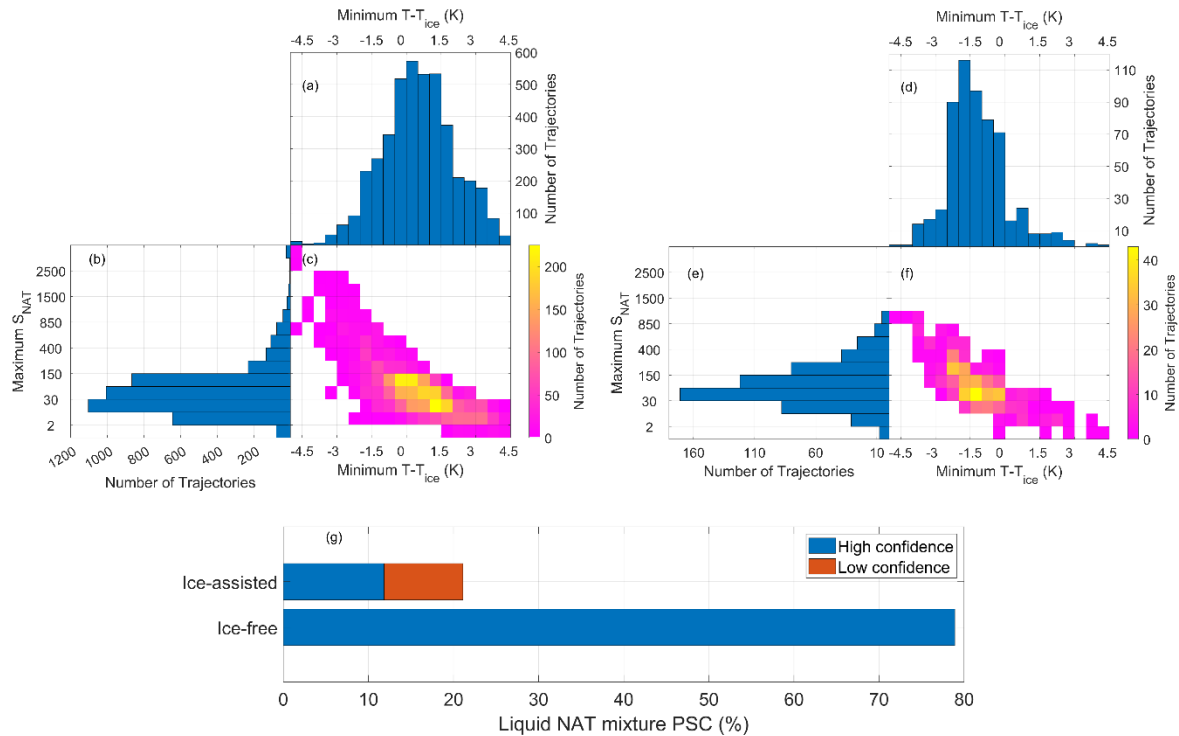 Minimum T-Tice (K)
-4.5 -3 -1.5 0 1.5 3 4.5
(a)
600
500
400
300
200
100
Number of Trajectories
(b)
2500
1500
850
400
150
30
2
Maximum SNAT
1200 1000 800 600 400 200
Number of Trajectories
(c)
-4.5 -3 -1.5 0 1.5 3 4.5
Minimum T-Tice (K)
200
150
100
50
0
Number of Trajectories
Minimum T-Tice (K)
-4.5 -3 -1.5 0 1.5 3 4.5
(d)
110
90
70
50
30
10
Number of Trajectories
(e)
2500
1500
850
400
150
30
2
Maximum SNAT
160 110 60 10
Number of Trajectories
(f)
-4.5 -3 -1.5 0 1.5 3 4.5
Minimum T-Tice (K)
40
30
20
10
0
Number of Trajectories
(g)
High confidence
Low confidence
Ice-assisted
Ice-free
0 10 20 30 40 50 60 70 80
Liquid NAT mixture PSC (%)